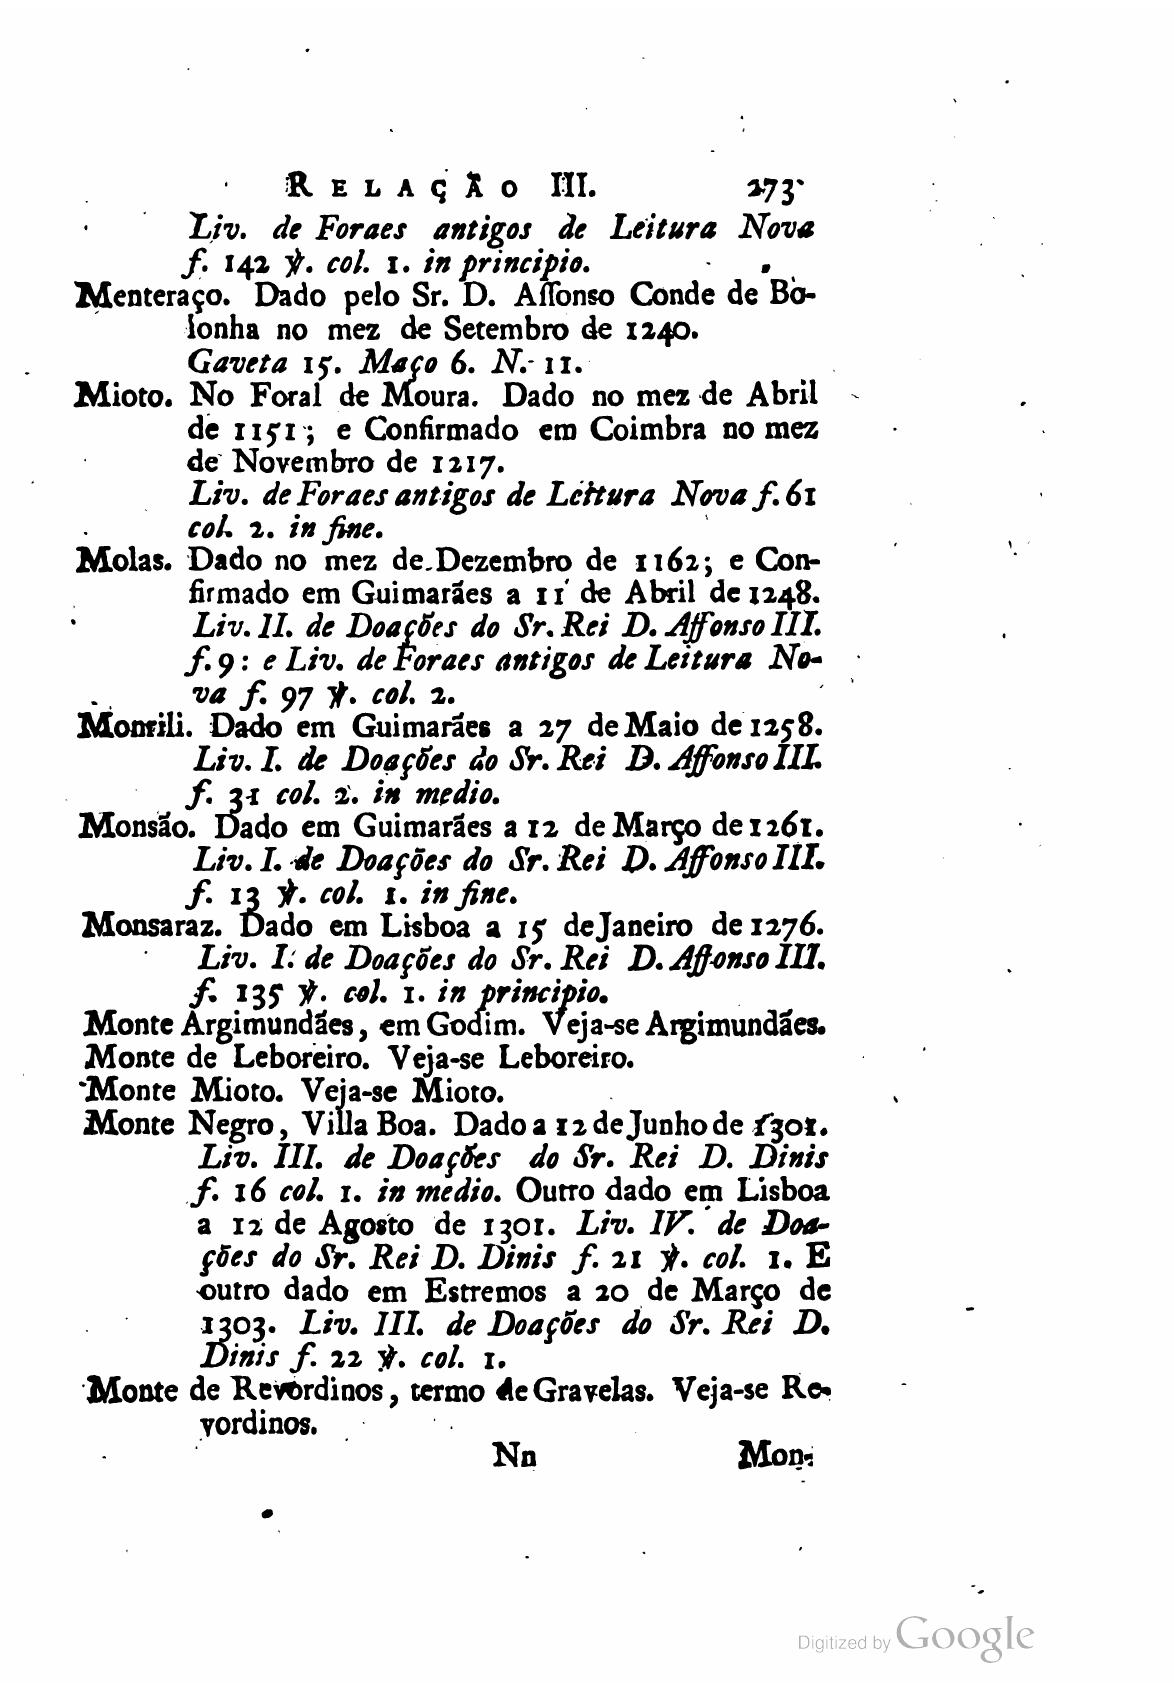 RELAÇÃO III. 273
Liv. de Foraes antigos de Leitura Nova
f. 142 ℣. col. 1. in principio.
Menteraço. Dado pelo Sr. D. Affonso Conde de Bo-
lonha no mez de Setembro de 1240.
Gaveta 15. Maço 6. N. 11.
Mioto. No Foral de Moura. Dado no mez de Abril
de 1151; e Confirmado em Coimbra no mez
de Novembro de 1217.
Liv. de Foraes antigos de Leitura Nova f. 61
col. 2. in fine.
Molas. Dado no mez de Dezembro de 1162; e Con-
firmado em Guimarães a 11 de Abril de 1248.
Liv. II. de Doações do Sr. Rei D. Affonso III.
f. 9: e Liv. de Foraes antigos de Leitura No-
va f. 97 ℣. col. 2.
Monfili. Dado em Guimarães a 27 de Maio de 1258.
Liv. I. de Doações do Sr. Rei D. Affonso III.
f. 31 col. 2. in medio.
Monsão. Dado em Guimarães a 12 de Março de 1261.
Liv. I. de Doações do Sr. Rei D. Affonso III.
f. 13 ℣. col. 1. in fine.
Monsaraz. Dado em Lisboa a 15 de Janeiro de 1276.
Liv. I. de Doações do Sr. Rei D. Affonso III.
f. 135 ℣. col. 1. in principio.
Monte Argimundães, em Godim. Veja-se Argimundães.
Monte de Leboreiro. Veja-se Leboreiro.
Monte Mioto. Veja-se Mioto.
Monte Negro, Villa Boa. Dado a 12 de Junho de 1301.
Liv. III. de Doações do Sr. Rei D. Dinis
f. 16 col. 1. in medio. Outro dado em Lisboa
a 12 de Agosto de 1301. Liv. IV. de Doa-
ções do Sr. Rei D. Dinis f. 21 ℣. col. 1. E
outro dado em Estremos a 20 de Março de
1303. Liv. III. de Doações do Sr. Rei D.
Dinis f. 22 ℣. col. 1.
Monte de Revordinos, termo de Gravelas. Veja-se Re-
vordinos.
Nn Mon-
Digitized by Google